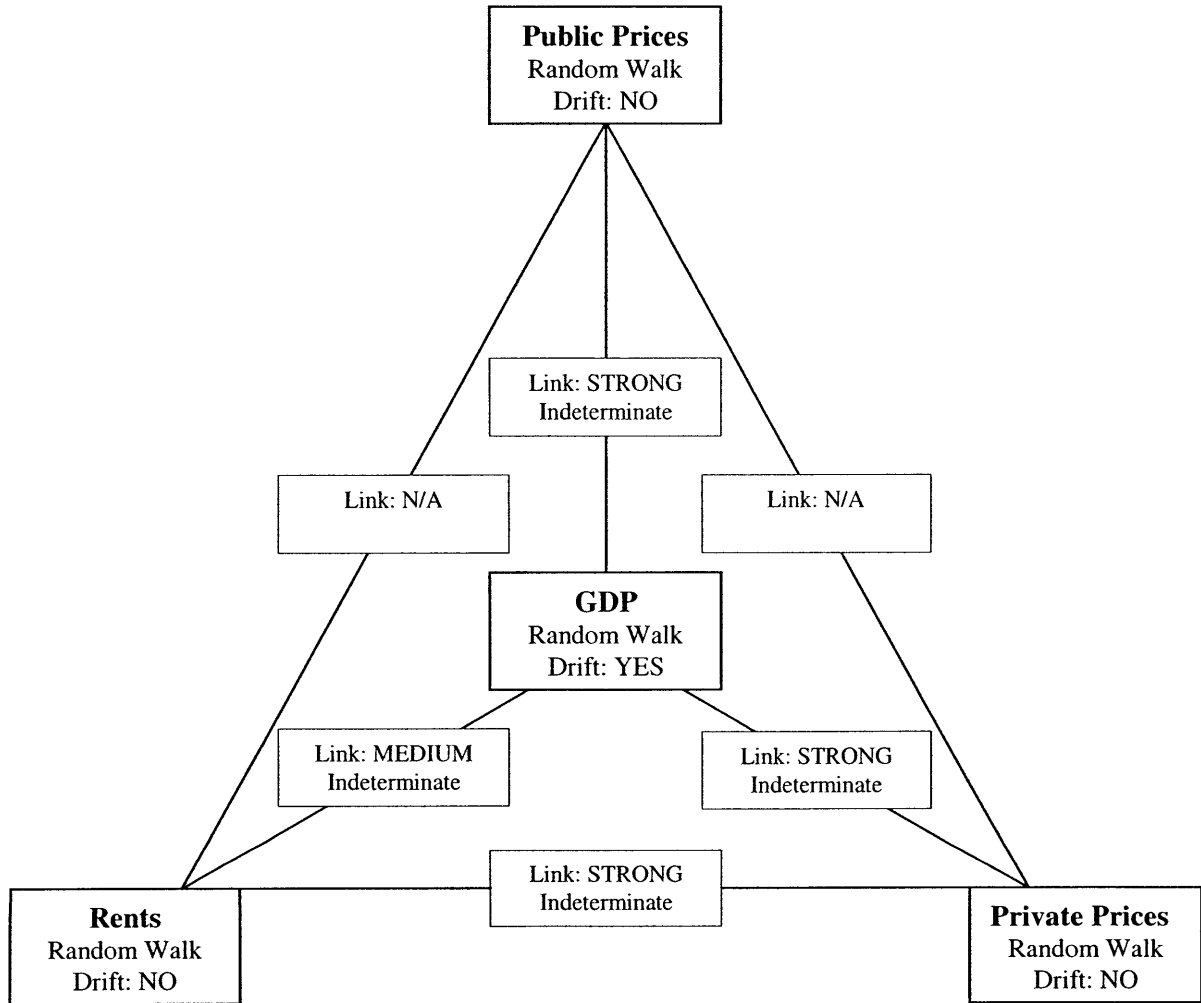 Public Prices
Random Walk
Drift: NO
Link: STRONG
Indeterminate
Link: N/A
Link: N/A
GDP
Random Walk
Drift: YES
Link: MEDIUM
Indeterminate
Link: STRONG
Indeterminate
Link: STRONG
Indeterminate
Rents
Random Walk
Drift: NO
Private Prices
Random Walk
Drift: NO